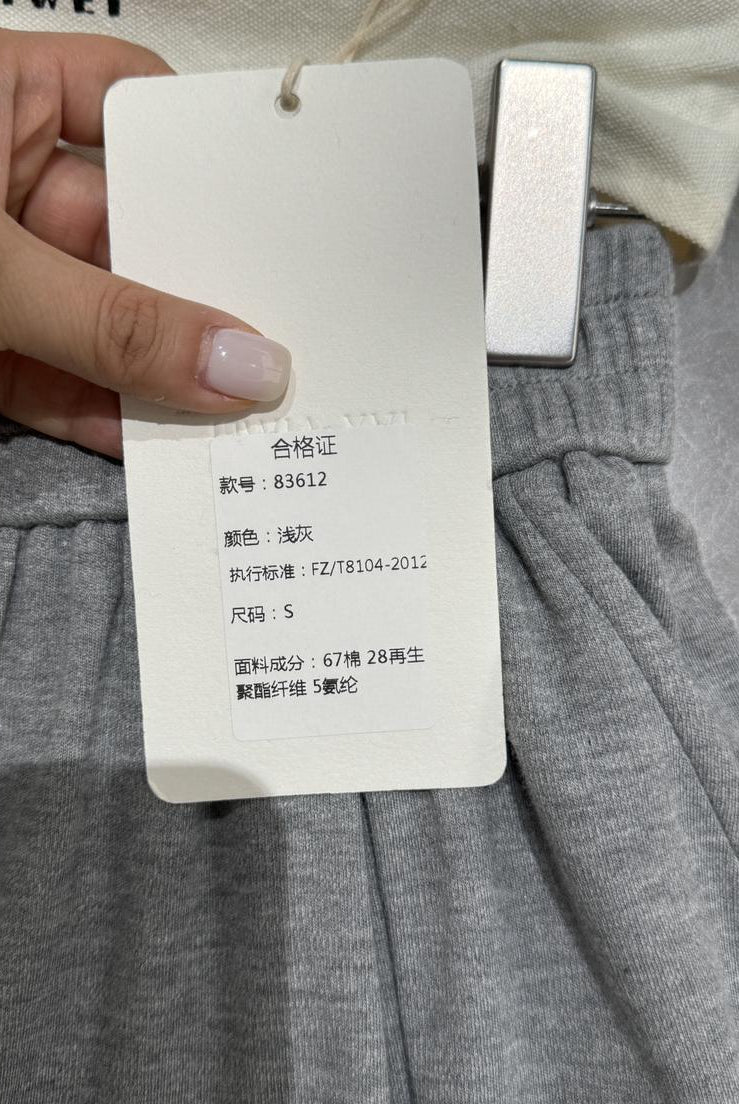 合格证
款号：83612
颜色：浅灰
执行标准：FZ/T8104-2012
尺码：S
面料成分：67棉 28再生
聚酯纤维 5氨纶